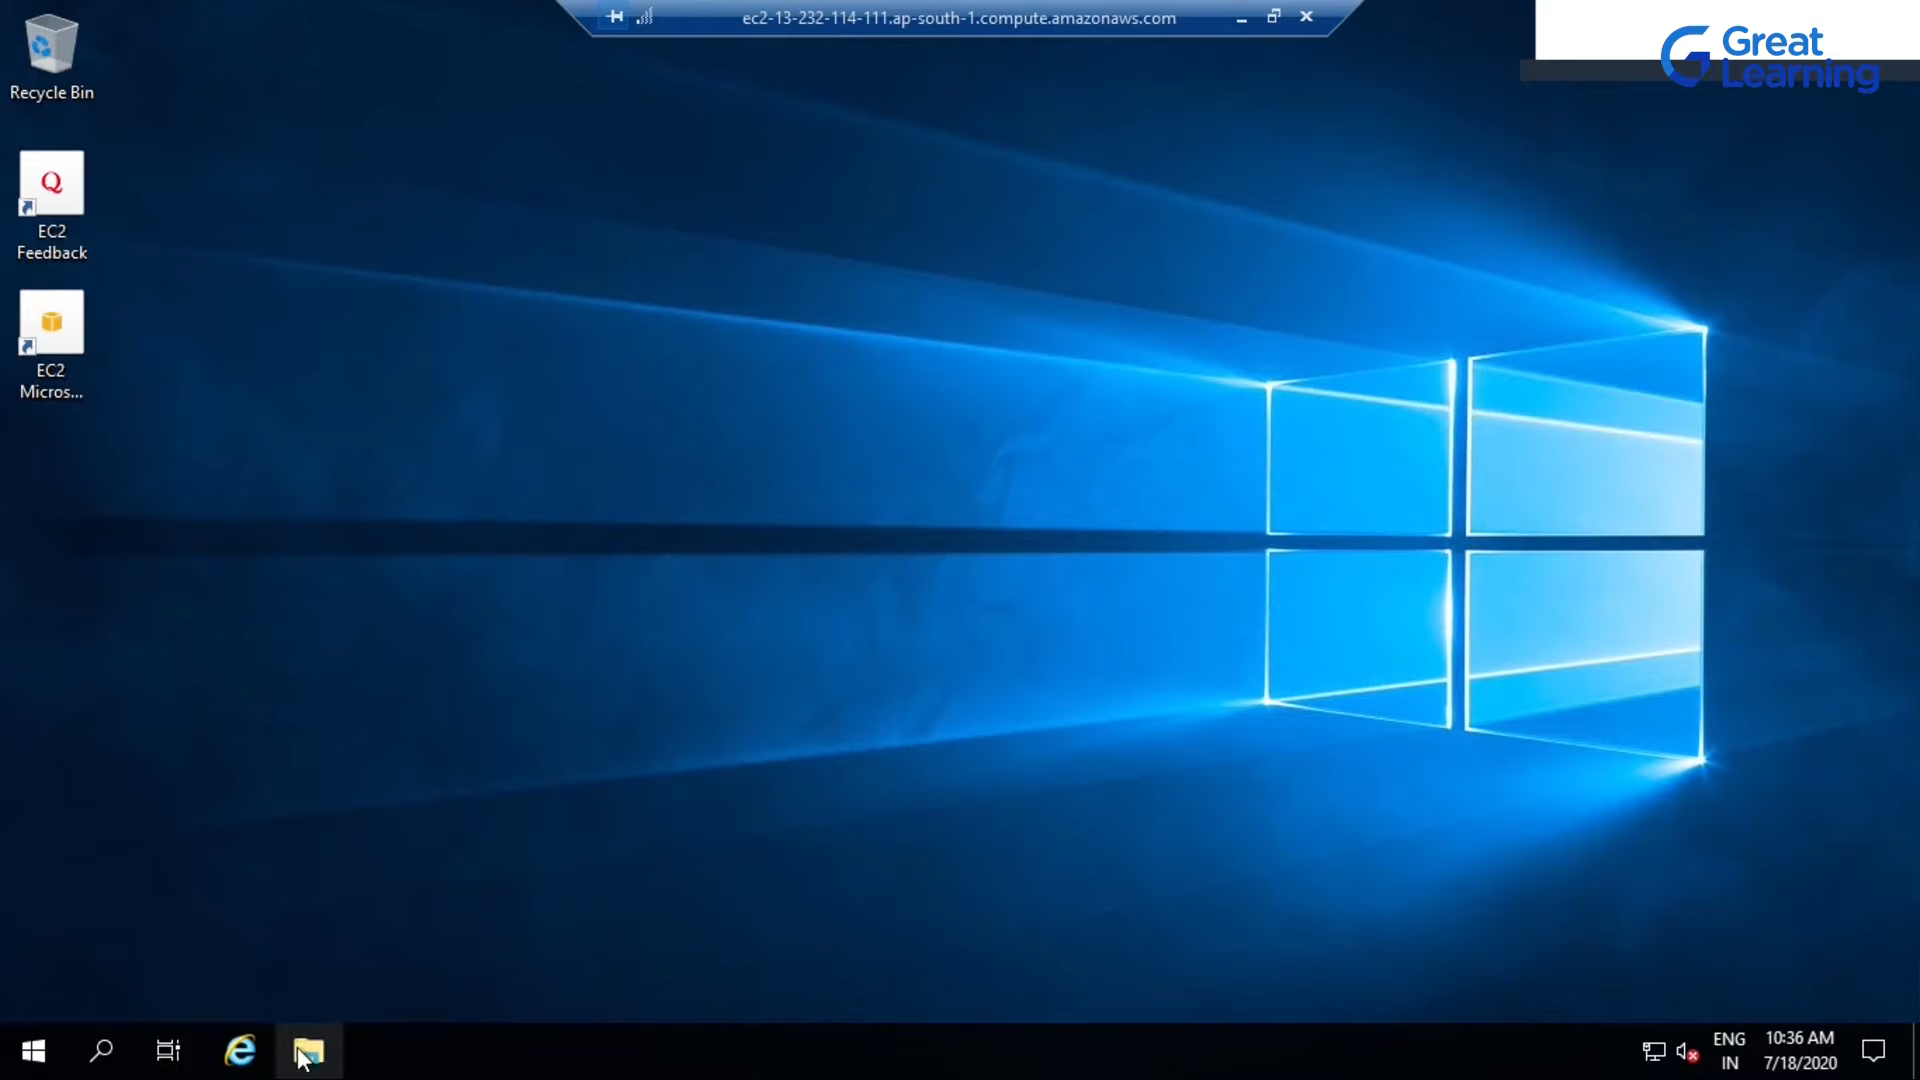 ec2-13-232-114-111.ap-south-1.compute.amazonaws.com
Great
Learning
Recycle Bin
Q
EC2
Feedback
EC2
Micros...
ENG
IN
10:36 AM
7/18/2020